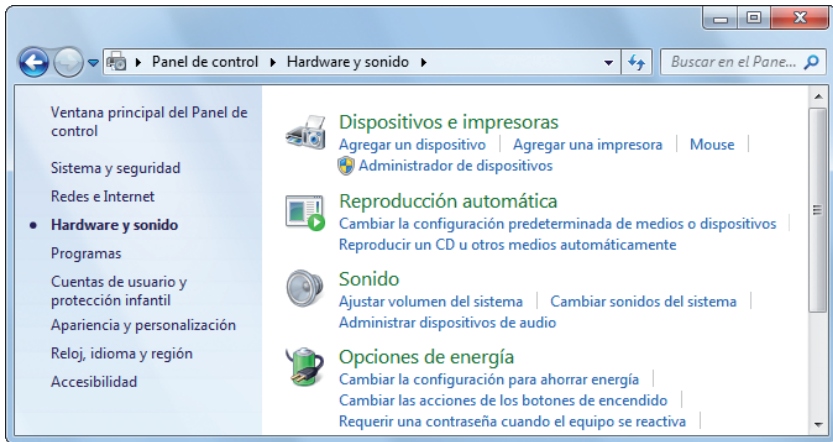 Panel de control Hardware y sonido
Buscar en el Pane...
Ventana principal del Panel de
control
Sistema y seguridad
Redes e Internet
Hardware y sonido
Programas
Cuentas de usuario y
protección infantil
Apariencia y personalización
Reloj, idioma y región
Accesibilidad
Dispositivos e impresoras
Agregar un dispositivo Agregar una impresora Mouse
Administrador de dispositivos
Reproducción automática
Cambiar la configuración predeterminada de medios o dispositivos
Reproducir un CD u otros medios automáticamente
Sonido
Ajustar volumen del sistema Cambiar sonidos del sistema
Administrar dispositivos de audio
Opciones de energía
Cambiar la configuración para ahorrar energía
Cambiar las acciones de los botones de encendido
Requerir una contraseña cuando el equipo se reactiva